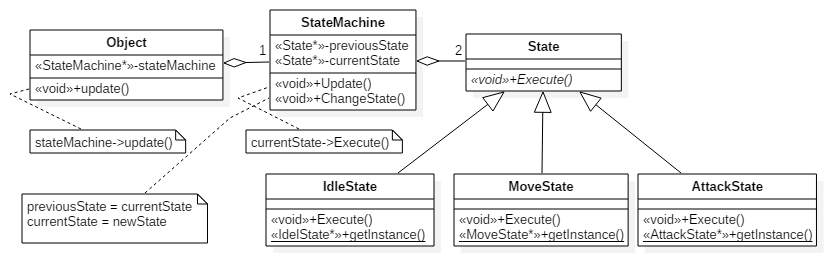 Object
«StateMachine*»-stateMachine
«void»+update()
1
StateMachine
«State*»-previousState
«State*»-currentState
«void»+Update()
«void»+ChangeState()
2
State
«void»+Execute()
stateMachine->update()
currentState->Execute()
previousState = currentState
currentState = newState
IdleState
«void»+Execute()
«IdelState*»+getInstance()
MoveState
«void»+Execute()
«MoveState*»+getInstance()
AttackState
«void»+Execute()
«AttackState*»+getInstance()